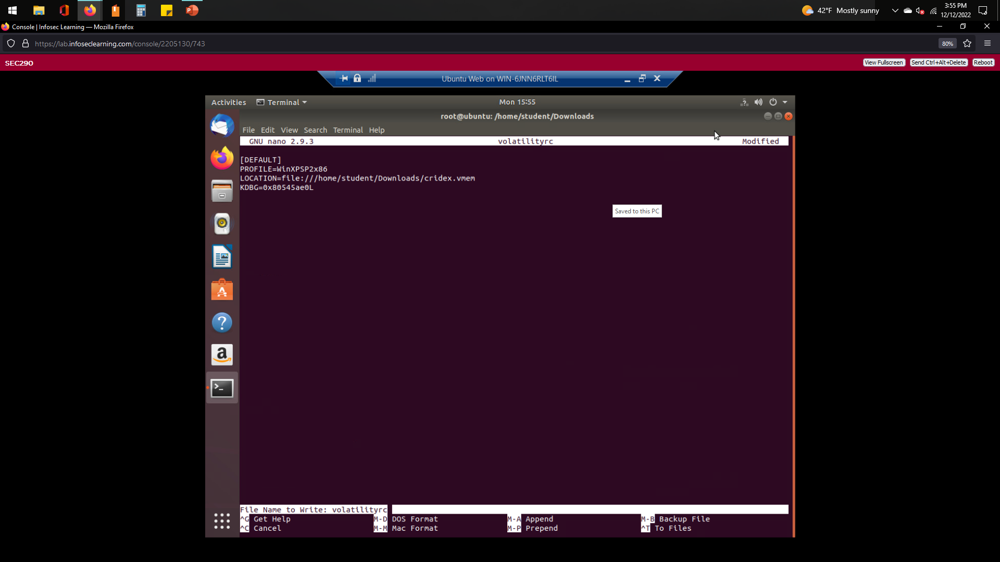 42°F Mostly sunny
3:55 PM
12/12/2022
Console | Infosec Learning — Mozilla Firefox
https://lab.infoseclearning.com/console/2205130/743
80%
SEC290
View Fullscreen
Send Ctrl+Alt+Delete
Reboot
Ubuntu Web on WIN-6JNN6RLT6IL
Activities
Terminal
Mon 15:55
root@ubuntu: /home/student/Downloads
File Edit View Search Terminal Help
GNU nano 2.9.3 volatilityrc Modified
[DEFAULT]
PROFILE=WinXPSP2x86
LOCATION=file:///home/student/Downloads/cridex.vmem
KDBG=0x80545ae0L
Saved to this PC
File Name to Write: volatilityrc
^G Get Help M-D DOS Format M-A Append M-B Backup File
^C Cancel M-M Mac Format M-P Prepend ^T To Files